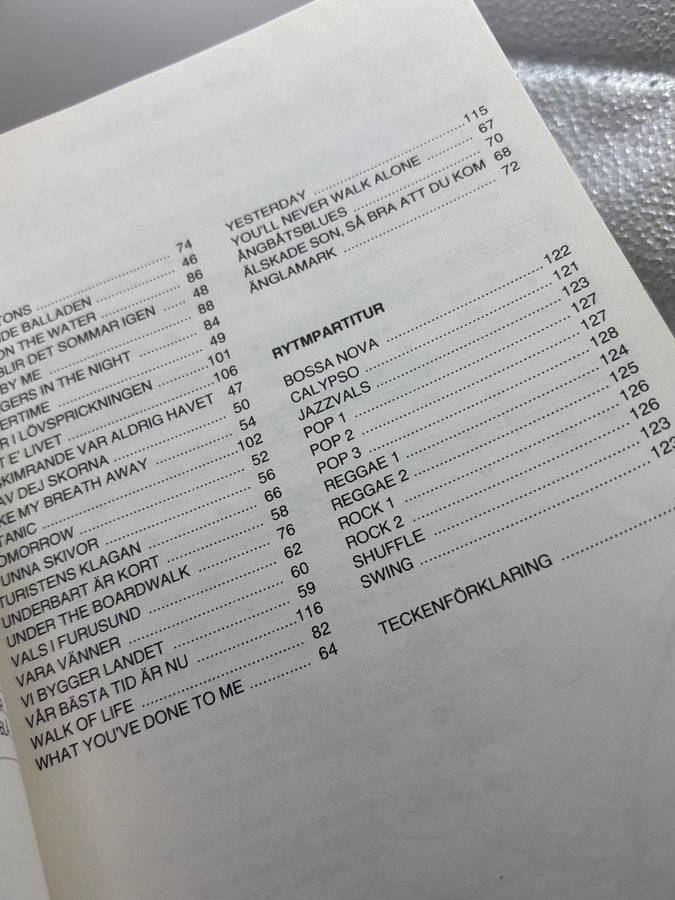 TONS 74
DE BALLADEN 46
ON THE WATER 86
BLIR DET SOMMAR IGEN 48
BY ME 88
GERS IN THE NIGHT 84
ERTIME 49
R I LÖVSPRICKNINGEN 101
T E' LIVET 106
SKIMRANDE VAR ALDRIG HAVET 47
AV DEJ SKORNA 50
KE MY BREATH AWAY 54
TANIC 102
OMORROW 52
UNNA SKIVOR 56
TURISTENS KLAGAN 66
UNDERBART ÄR KORT 58
UNDER THE BOARDWALK 76
VALS I FURUSUND 62
VARA VÄNNER 60
VI BYGGER LANDET 59
VÅR BÄSTA TID ÄR NU 116
WALK OF LIFE 82
WHAT YOU'VE DONE TO ME 64
YESTERDAY 115
YOU'LL NEVER WALK ALONE 67
ÅNGBÅTSBLUES 70
ÄLSKADE SON, SÅ BRA ATT DU KOM 68
ÄNGLAMARK 72
RYTMPARTITUR
BOSSA NOVA 122
CALYPSO 121
JAZZVALS 123
POP 1 127
POP 2 127
POP 3 128
REGGAE 1 124
REGGAE 2 125
ROCK 1 126
ROCK 2 126
SHUFFLE 123
SWING 123
TECKENFÖRKLARING